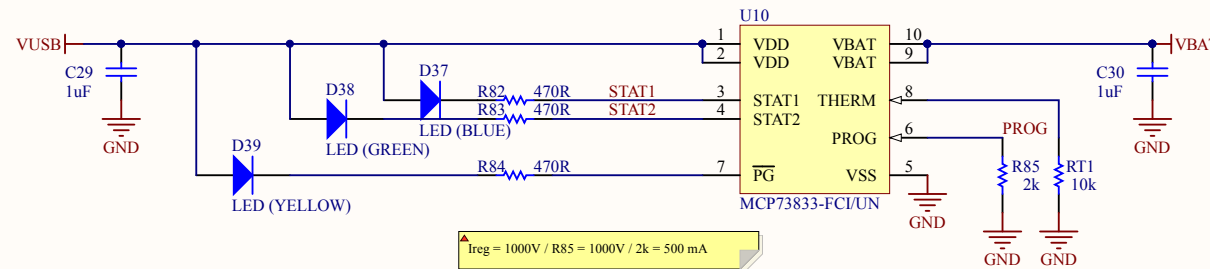 U10
VUSB
1
VDD
VBAT
10
VBAT
2
VDD
VBAT
9
C29
1uF
D37
D38
R82
470R
STAT1
3
STAT1
THERM
8
C30
1uF
R83
470R
STAT2
4
STAT2
LED (BLUE)
PROG
6
PROG
GND
LED (GREEN)
GND
D39
R84
470R
7
PG
VSS
5
R85
2k
RT1
10k
LED (YELLOW)
MCP73833-FCI/UN
GND
GND
GND
Ireg = 1000V / R85 = 1000V / 2k = 500 mA